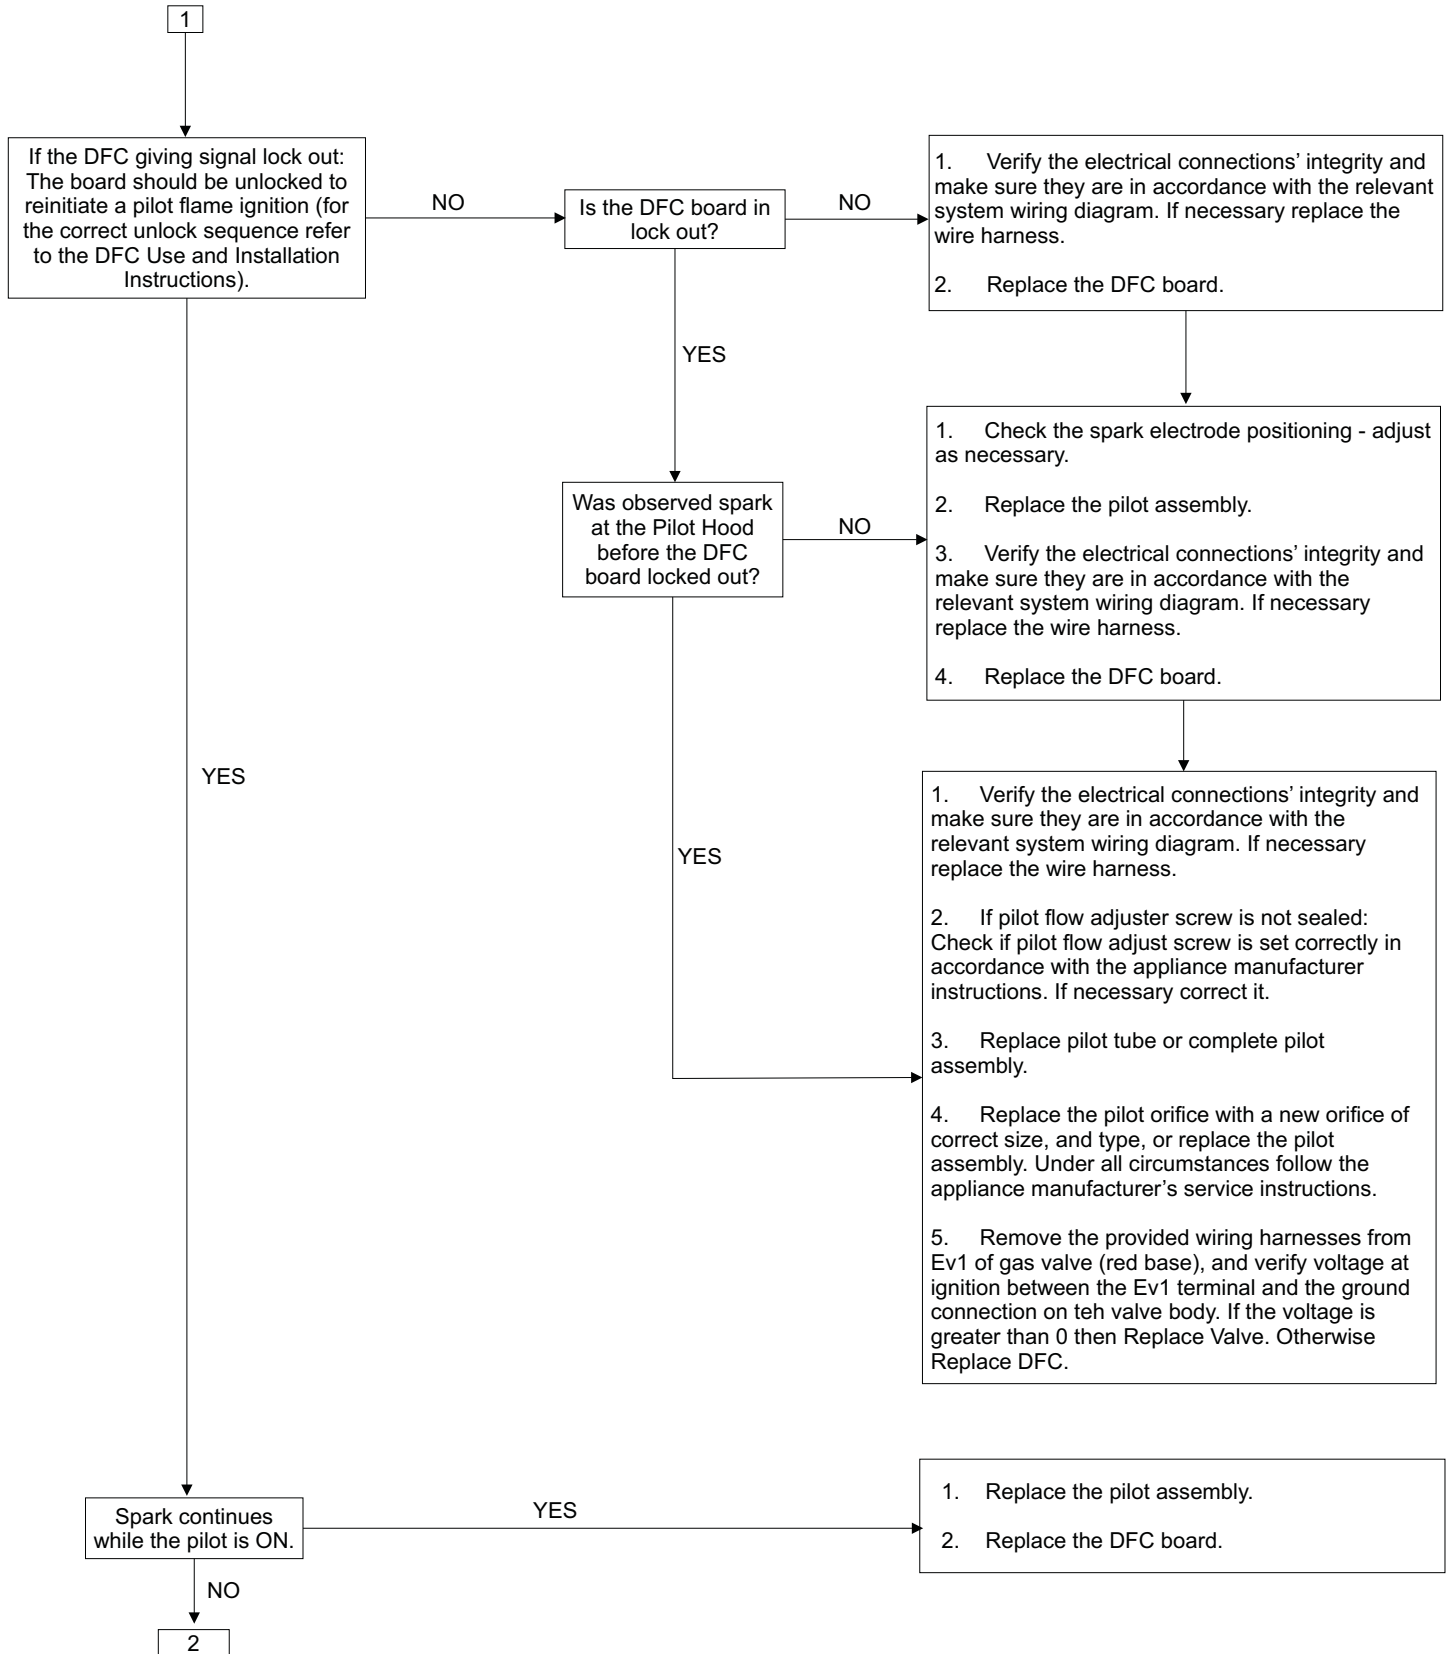 1
If the DFC giving signal lock out:
The board should be unlocked to
reinitiate a pilot flame ignition (for
the correct unlock sequence refer
to the DFC Use and Installation
Instructions).
NO
Is the DFC board in
lock out?
NO
1. Verify the electrical connections’ integrity and
make sure they are in accordance with the relevant
system wiring diagram. If necessary replace the
wire harness.
2. Replace the DFC board.
YES
Was observed spark
at the Pilot Hood
before the DFC
board locked out?
NO
1. Check the spark electrode positioning - adjust
as necessary.
2. Replace the pilot assembly.
3. Verify the electrical connections’ integrity and
make sure they are in accordance with the
relevant system wiring diagram. If necessary
replace the wire harness.
4. Replace the DFC board.
YES
YES
1. Verify the electrical connections’ integrity and
make sure they are in accordance with the
relevant system wiring diagram. If necessary
replace the wire harness.
2. If pilot flow adjuster screw is not sealed:
Check if pilot flow adjust screw is set correctly in
accordance with the appliance manufacturer
instructions. If necessary correct it.
3. Replace pilot tube or complete pilot
assembly.
4. Replace the pilot orifice with a new orifice of
correct size, and type, or replace the pilot
assembly. Under all circumstances follow the
appliance manufacturer’s service instructions.
5. Remove the provided wiring harnesses from
Ev1 of gas valve (red base), and verify voltage at
ignition between the Ev1 terminal and the ground
connection on teh valve body. If the voltage is
greater than 0 then Replace Valve. Otherwise
Replace DFC.
Spark continues
while the pilot is ON.
YES
1. Replace the pilot assembly.
2. Replace the DFC board.
NO
2